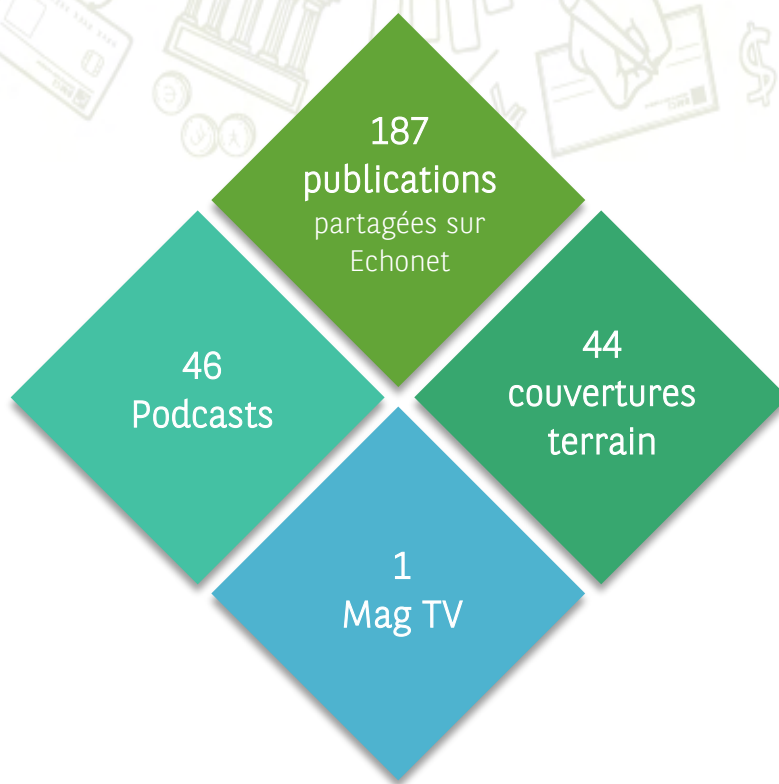 187
publications
partagées sur
Echonet
46
Podcasts
44
couvertures
terrain
1
Mag TV